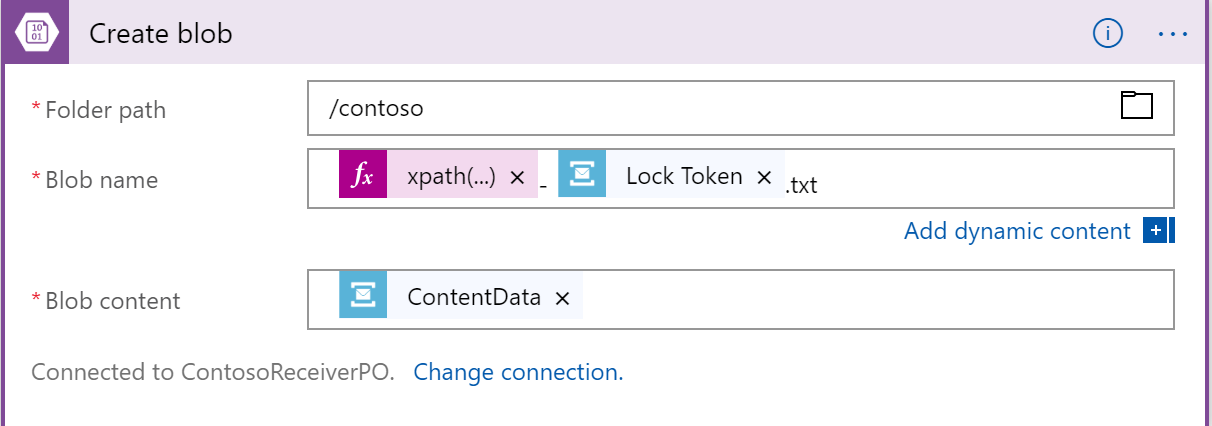 10
01
Create blob
i
* Folder path
/contoso
* Blob name
fx xpath(...) × - Lock Token × .txt
Add dynamic content +
* Blob content
ContentData ×
Connected to ContosoReceiverPO. Change connection.